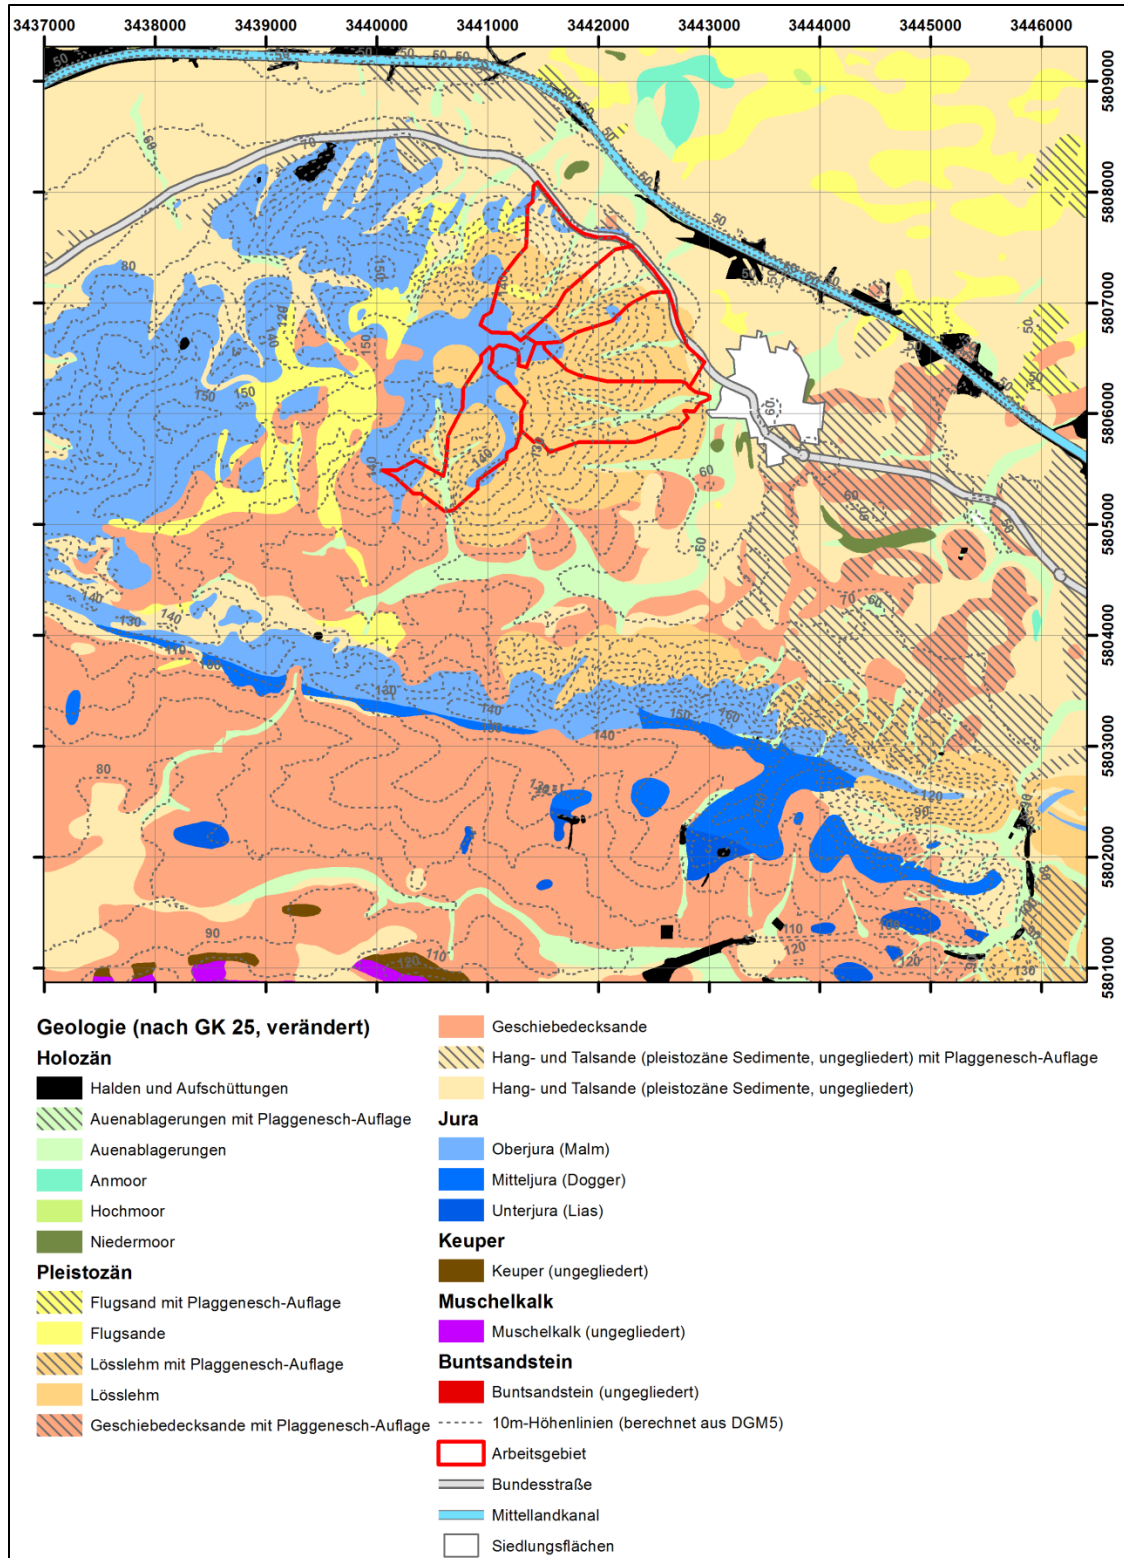 3437000 3438000 3439000 3440000 3441000 3442000 3443000 3444000 3445000 3446000
5809000
5808000
5807000
5806000
5805000
5804000
5803000
5802000
5801000
Geologie (nach GK 25, verändert)
Holozän
Halden und Aufschüttungen
Auenablagerungen mit Plaggenesch-Auflage
Auenablagerungen
Anmoor
Hochmoor
Niedermoor
Pleistozän
Flugsand mit Plaggenesch-Auflage
Flugsande
Lösslehm mit Plaggenesch-Auflage
Lösslehm
Geschiebedecksande mit Plaggenesch-Auflage
Geschiebedecksande
Hang- und Talsande (pleistozäne Sedimente, ungegliedert) mit Plaggenesch-Auflage
Hang- und Talsande (pleistozäne Sedimente, ungegliedert)
Jura
Oberjura (Malm)
Mitteljura (Dogger)
Unterjura (Lias)
Keuper
Keuper (ungegliedert)
Muschelkalk
Muschelkalk (ungegliedert)
Buntsandstein
Buntsandstein (ungegliedert)
10m-Höhenlinien (berechnet aus DGM5)
Arbeitsgebiet
Bundesstraße
Mittellandkanal
Siedlungsflächen